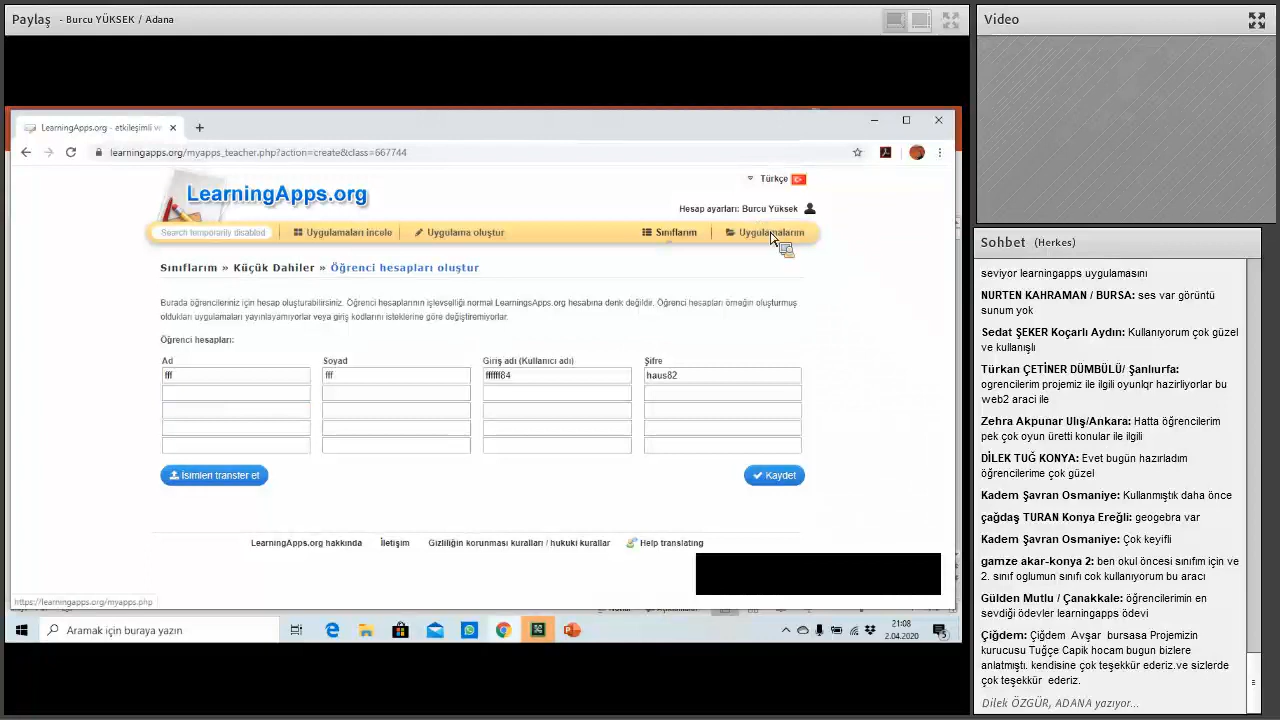 Paylaş - Burcu YÜKSEK / Adana
LearningApps.org - etkileşimli ve
learningapps.org/myapps_teacher.php?action=create&class=667744
LearningApps.org
Türkçe
Hesap ayarları: Burcu Yüksek
Search temporarily disabled
Uygulamaları incele
Uygulama oluştur
Sınıflarım
Uygulamalarım
Sınıflarım » Küçük Dahiler » Öğrenci hesapları oluştur
Burada öğrencileriniz için hesap oluşturabilirsiniz. Öğrenci hesaplarının işlevselliği normal LearningsApps.org hesabına denk değildir. Öğrenci hesapları örneğin oluşturmuş
oldukları uygulamaları yayınlayamıyorlar veya giriş kodlarını isteklerine göre değiştiremiyorlar.
Öğrenci hesapları:
Ad Soyad Giriş adı (Kullanıcı adı) Şifre
fff fff ffffff84 haus82
İsimleri transfer et
Kaydet
LearningApps.org hakkında İletişim Gizliliğin korunması kuralları / hukuki kurallar Help translating
https://learningapps.org/myapps.php
Aramak için buraya yazın
21:08
2.04.2020
5
Video
Sohbet (Herkes)
seviyor learningapps uygulamasını
NURTEN KAHRAMAN / BURSA: ses var görüntü
sunum yok
Sedat ŞEKER Koçarlı Aydın: Kullanıyorum çok güzel
ve kullanışlı
Türkan ÇETİNER DÜMBÜLÜ/ Şanlıurfa:
ogrencilerim projemiz ile ilgili oyunlqr hazirliyorlar bu
web2 araci ile
Zehra Akpunar Ulış/Ankara: Hatta öğrencilerim
pek çok oyun üretti konular ile ilgili
DİLEK TUĞ KONYA: Evet bugün hazırladım
öğrencilerime çok güzel
Kadem Şavran Osmaniye: Kullanmıştık daha önce
çağdaş TURAN Konya Ereğli: geogebra var
Kadem Şavran Osmaniye: Çok keyifli
gamze akar-konya 2: ben okul öncesi sınıfım için ve
2. sınıf oglumun sınıfı cok kullanıyorum bu aracı
Gülden Mutlu / Çanakkale: öğrencilerimin en
sevdiği ödevler learningapps ödevi
Çiğdem: Çiğdem Avşar bursasa Projemizin
kurucusu Tuğçe Capik hocam bugun bizlere
anlatmıştı. kendisine çok teşekkür ederiz.ve sizlerde
çok teşekkür ederiz.
Dilek ÖZGÜR, ADANA yazıyor...